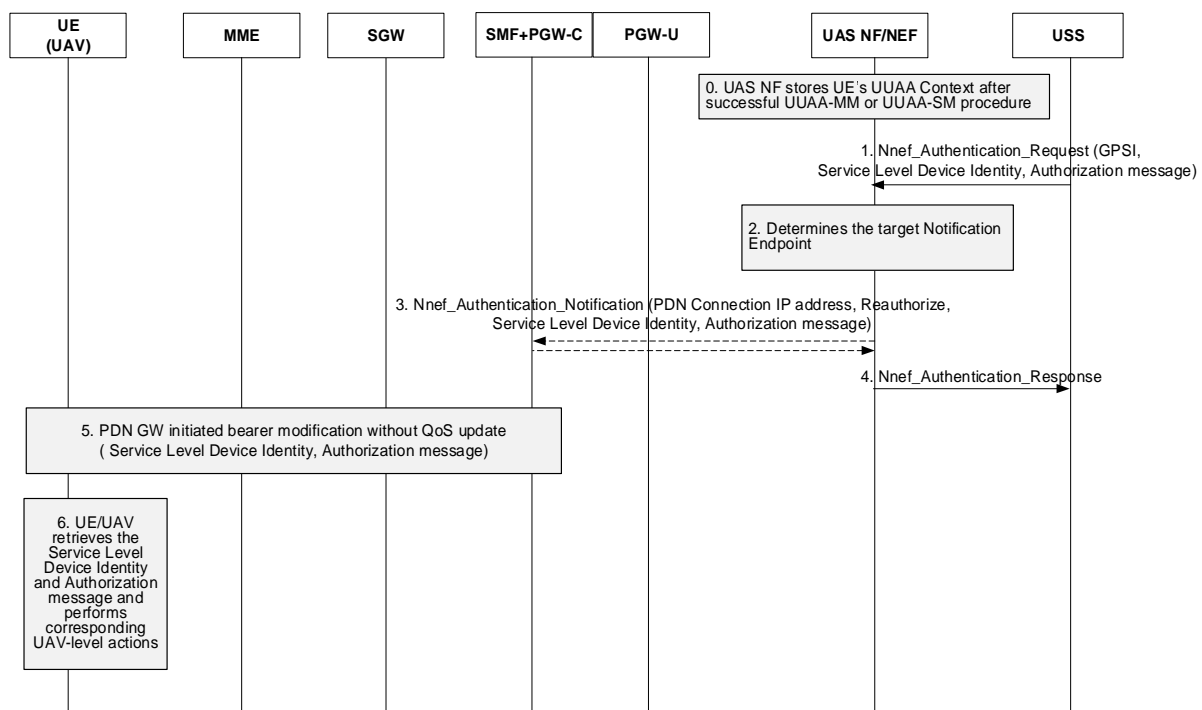 UE
(UAV)
MME
SGW
SMF+PGW-C
PGW-U
UAS NF/NEF
USS
0. UAS NF stores UE's UUAA Context after
successful UUAA-MM or UUAA-SM procedure
1. Nnef_Authentication_Request (GPSI,
Service Level Device Identity, Authorization message)
2. Determines the target Notification
Endpoint
3. Nnef_Authentication_Notification (PDN Connection IP address, Reauthorize,
Service Level Device Identity, Authorization message)
4. Nnef_Authentication_Response
5. PDN GW initiated bearer modification without QoS update
( Service Level Device Identity, Authorization message)
6. UE/UAV
retrieves the
Service Level
Device Identity
and Authorization
message and
performs
corresponding
UAV-level actions